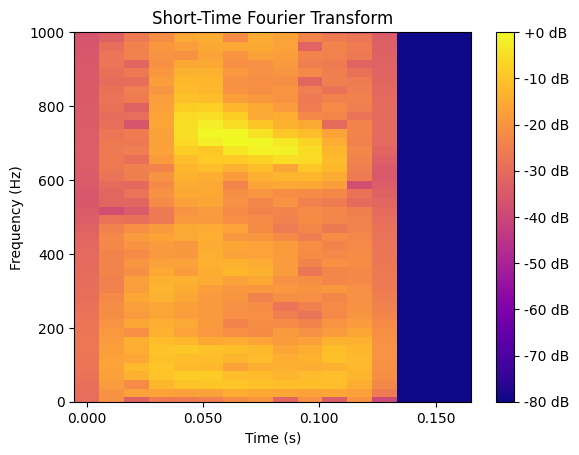 Short-Time Fourier Transform
Frequency (Hz)
1000
800
600
400
200
0
0.000
0.050
0.100
0.150
Time (s)
+0 dB
-10 dB
-20 dB
-30 dB
-40 dB
-50 dB
-60 dB
-70 dB
-80 dB